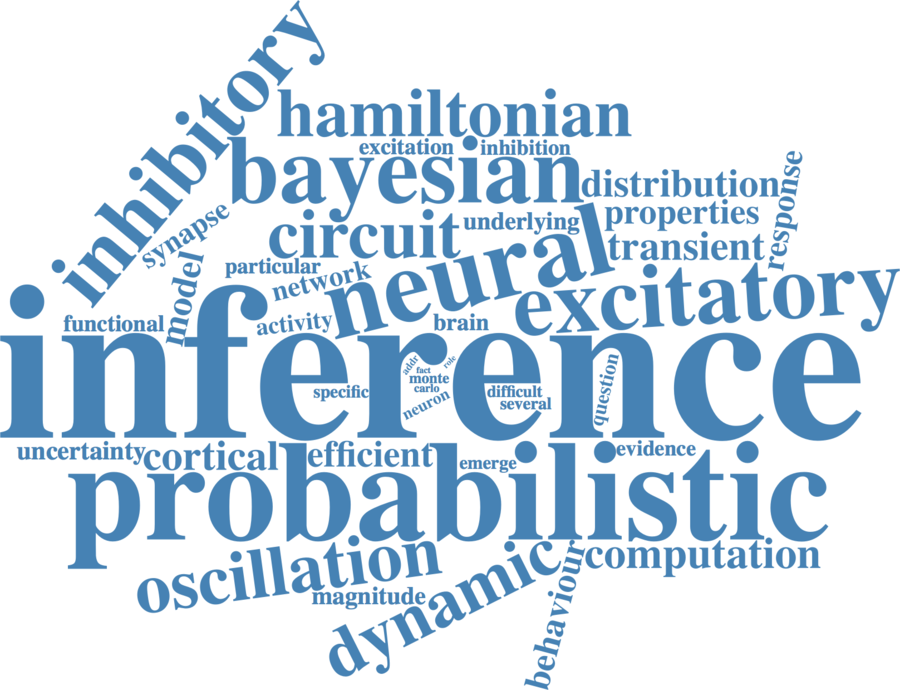 inhibitory
hamiltonian
excitation
inhibition
bayesian
distribution
response
synapse
circuit
underlying
properties
transient
model
particular
network
neural
excitatory
functional
activity
brain
inference
addr
fact
role
monte
carlo
neuron
specific
difficult
several
question
uncertainty
cortical
efficient
emerge
evidence
probabilistic
oscillation
magnitude
dynamic
behaviour
computation